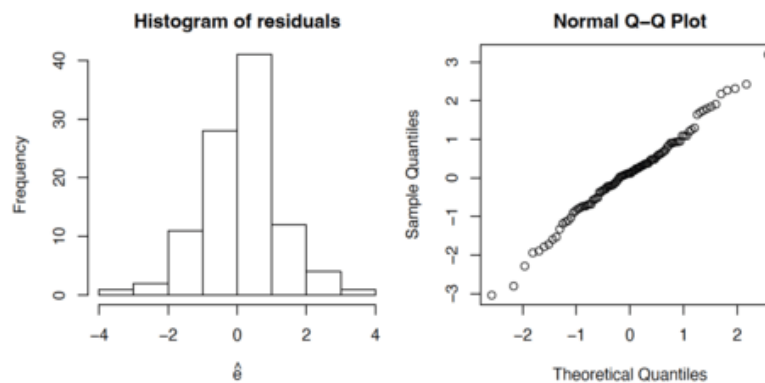 Histogram of residuals
Frequency
0 10 20 30 40
−4 −2 0 2 4
ê
Normal Q−Q Plot
Sample Quantiles
−3 −2 −1 0 1 2 3
−2 −1 0 1 2
Theoretical Quantiles